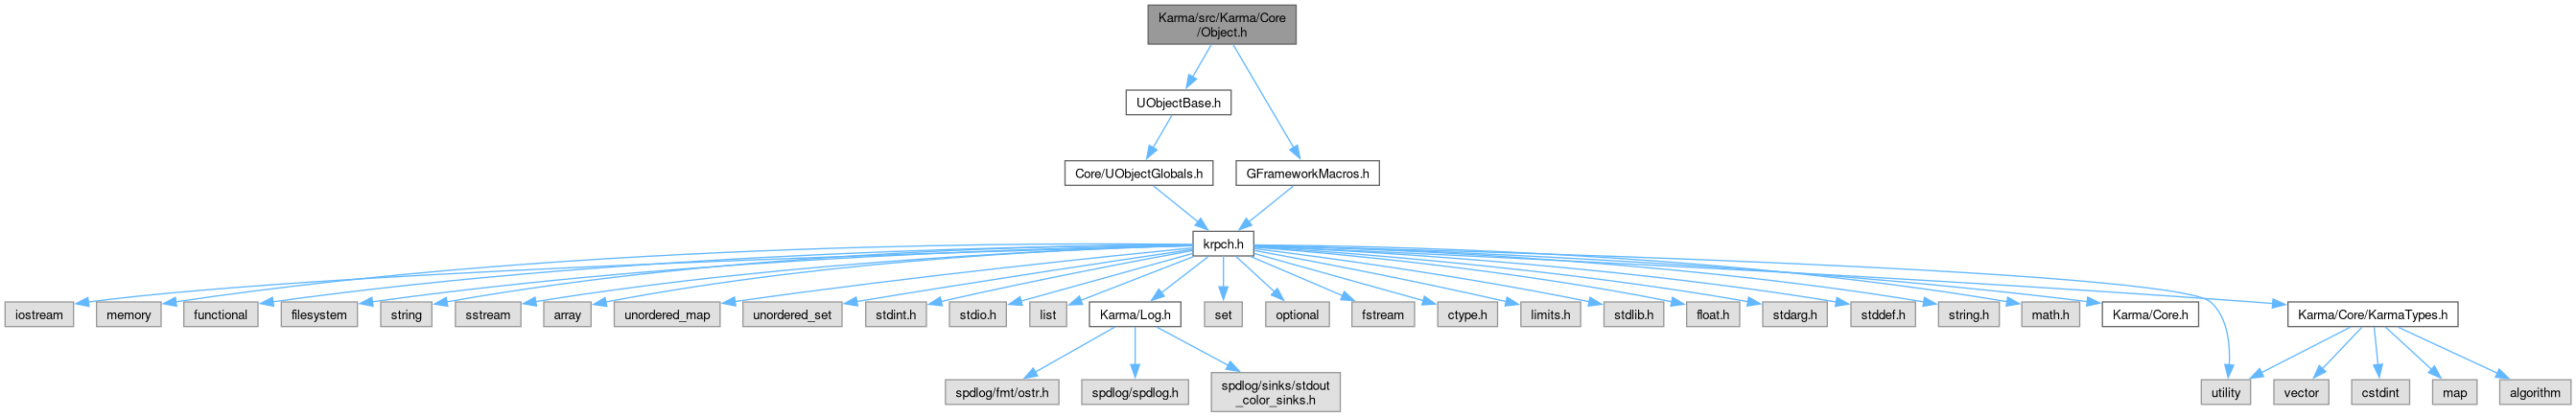 Karma/src/Karma/Core
/Object.h
UObjectBase.h
Core/UObjectGlobals.h
GFrameworkMacros.h
krpch.h
iostream
memory
functional
filesystem
string
sstream
array
unordered_map
unordered_set
stdint.h
stdio.h
list
Karma/Log.h
set
optional
fstream
ctype.h
limits.h
stdlib.h
float.h
stdarg.h
stddef.h
string.h
math.h
Karma/Core.h
Karma/Core/KarmaTypes.h
spdlog/fmt/ostr.h
spdlog/spdlog.h
spdlog/sinks/stdout
_color_sinks.h
utility
vector
cstdint
map
algorithm